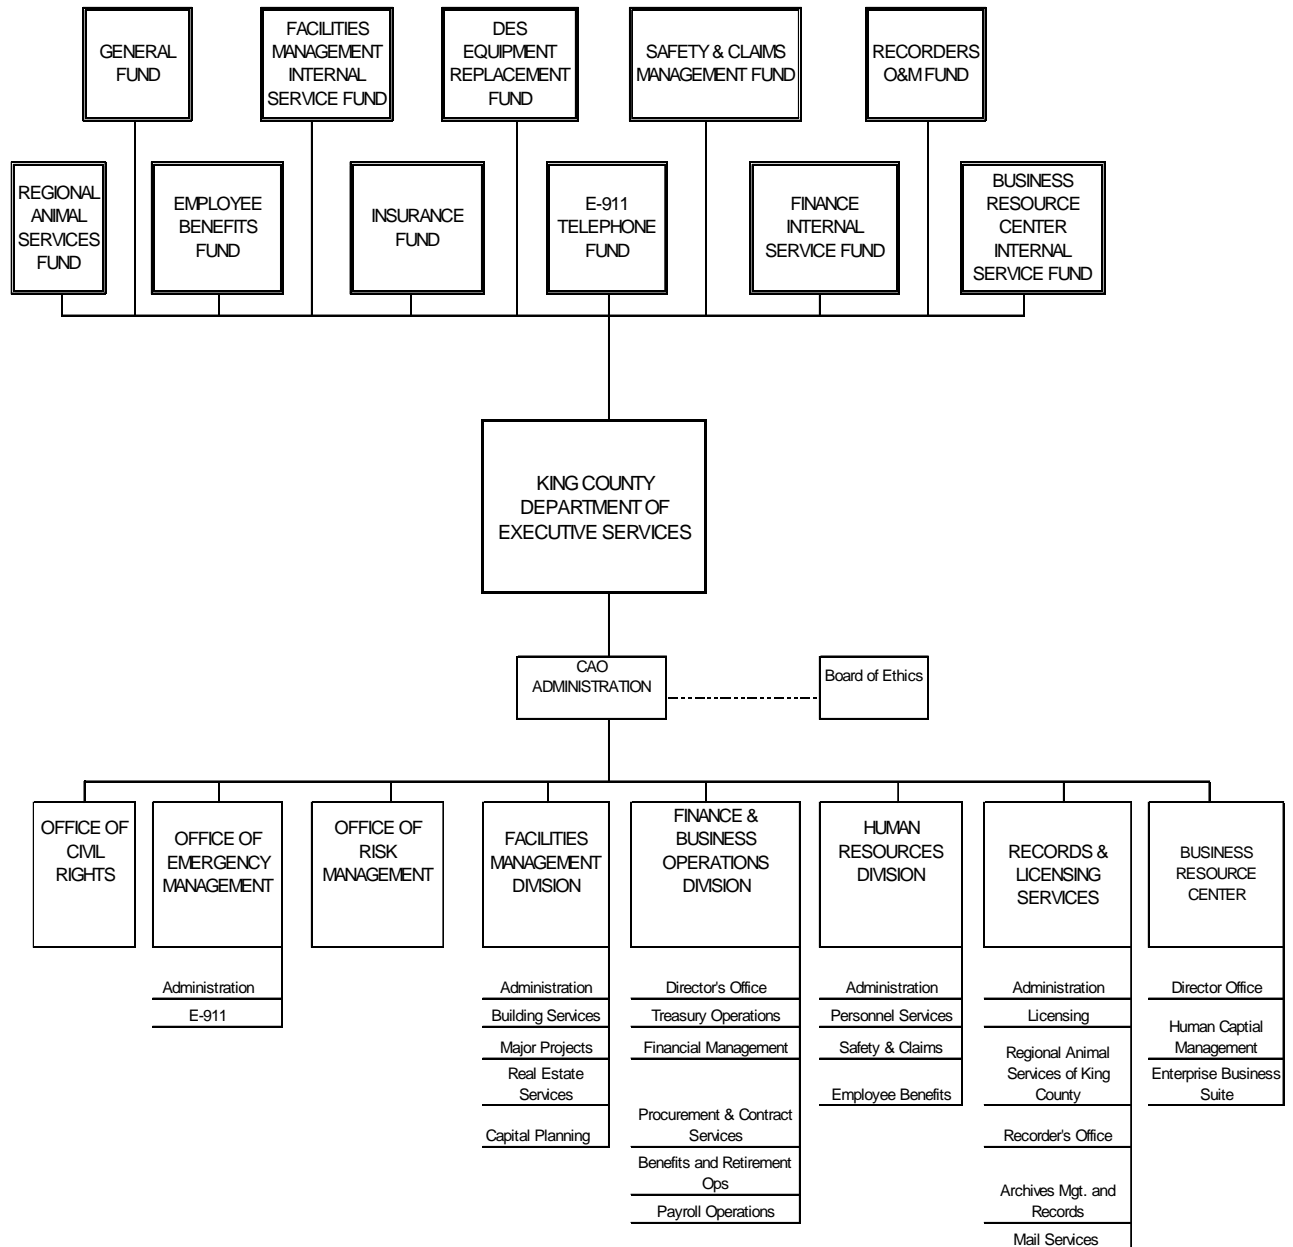 GENERAL
FUND
FACILITIES
MANAGEMENT
INTERNAL
SERVICE FUND
DES
EQUIPMENT
REPLACEMENT
FUND
SAFETY & CLAIMS
MANAGEMENT FUND
RECORDERS
O&M FUND
REGIONAL
ANIMAL
SERVICES
FUND
EMPLOYEE
BENEFITS
FUND
INSURANCE
FUND
E-911
TELEPHONE
FUND
FINANCE
INTERNAL
SERVICE FUND
BUSINESS
RESOURCE
CENTER
INTERNAL
SERVICE FUND
KING COUNTY
DEPARTMENT OF
EXECUTIVE SERVICES
CAO
ADMINISTRATION
Board of Ethics
OFFICE OF
CIVIL
RIGHTS
OFFICE OF
EMERGENCY
MANAGEMENT
Administration
E-911
OFFICE OF
RISK
MANAGEMENT
FACILITIES
MANAGEMENT
DIVISION
Administration
Building Services
Major Projects
Real Estate
Services
Capital Planning
FINANCE &
BUSINESS
OPERATIONS
DIVISION
Director's Office
Treasury Operations
Financial Management
Procurement & Contract
Services
Benefits and Retirement
Ops
Payroll Operations
HUMAN
RESOURCES
DIVISION
Administration
Personnel Services
Safety & Claims
Employee Benefits
RECORDS &
LICENSING
SERVICES
Administration
Licensing
Regional Animal
Services of King
County
Recorder's Office
Archives Mgt. and
Records
Mail Services
BUSINESS
RESOURCE
CENTER
Director Office
Human Captial
Management
Enterprise Business
Suite